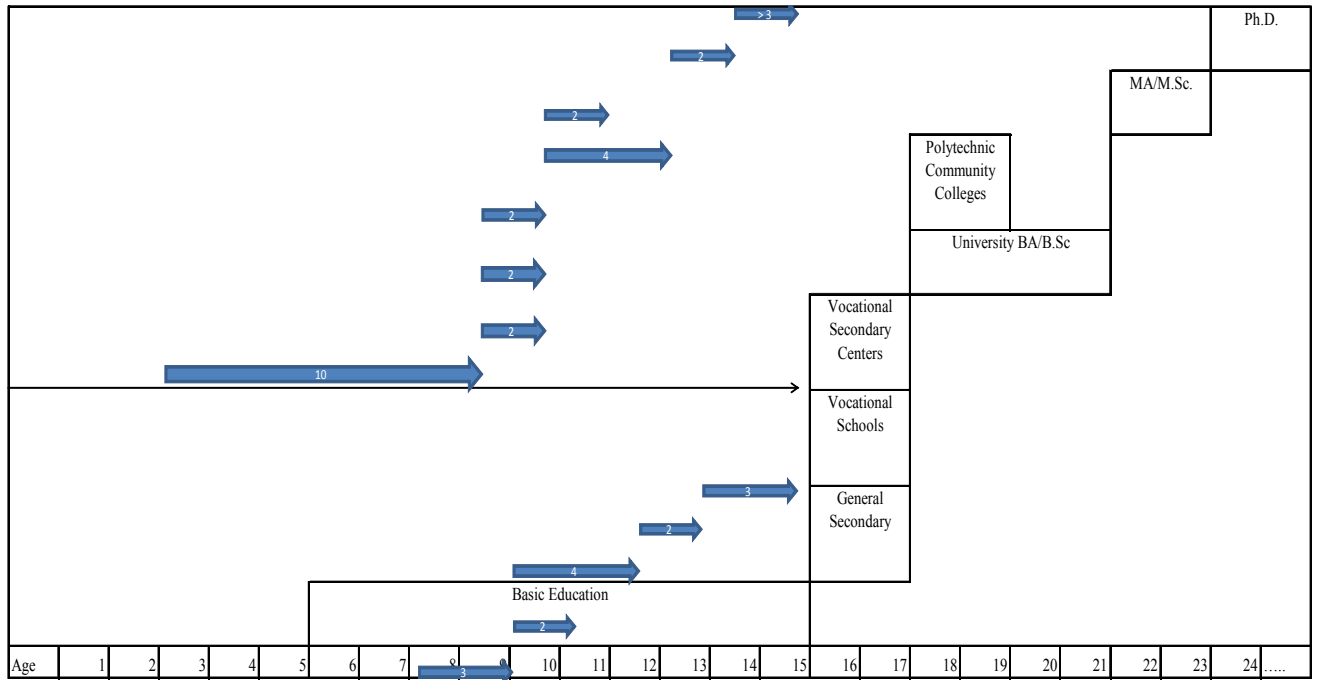 > 3
Ph.D.
2
MA/M.Sc.
2
Polytechnic
Community
Colleges
4
2
University BA/B.Sc
2
Vocational
Secondary
Centers
2
10
Vocational
Schools
3
General
Secondary
2
4
Basic Education
2
Age 1 2 3 4 5 6 7 8 9 10 11 12 13 14 15 16 17 18 19 20 21 22 23 24 .....
3